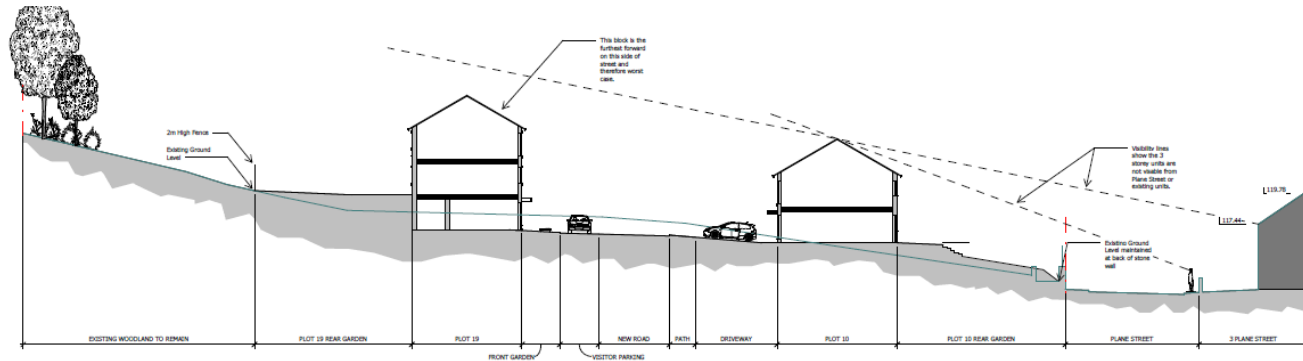 This block is the
furthest forward
on this side of
street and
therefore worst
case.
2m High Fence
Existing Ground
Level
Visibility lines
show the 3
storey units are
not visable from
Plane Street or
existing units.
119.78
117.44
Existing Ground
Level maintained
at back of stone
wall
EXISTING WOODLAND TO REMAIN
PLOT 19 REAR GARDEN
PLOT 19
NEW ROAD
PATH
DRIVEWAY
PLOT 10
PLOT 10 REAR GARDEN
PLANE STREET
3 PLANE STREET
FRONT GARDEN
VISITOR PARKING